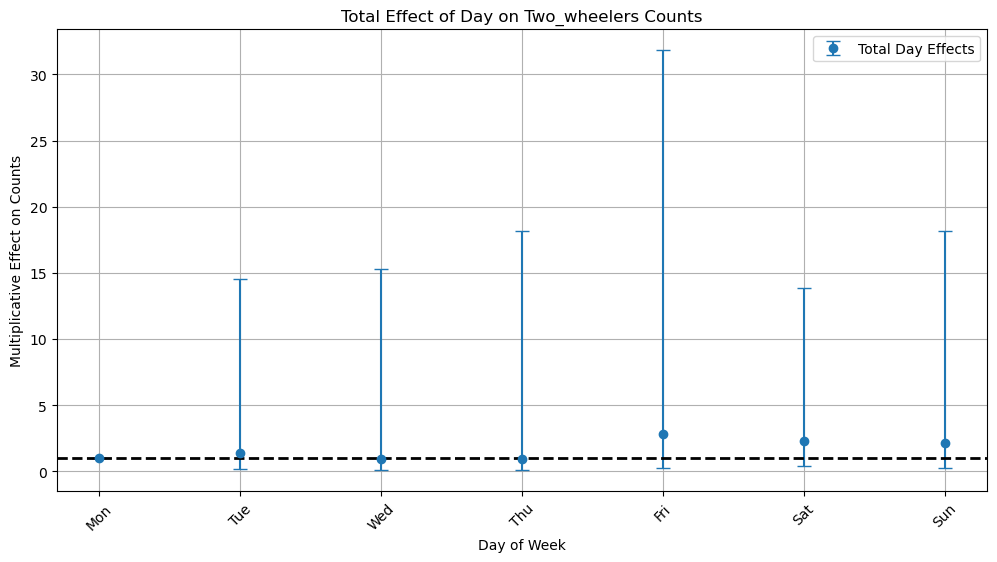 Total Effect of Day on Two_wheelers Counts
Total Day Effects
Multiplicative Effect on Counts
30
25
20
15
10
5
0
Mon
Tue
Wed
Thu
Fri
Sat
Sun
Day of Week